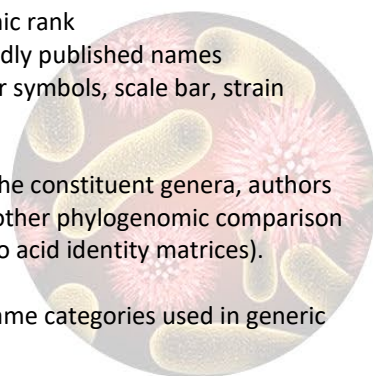 nic rank
dly published names
r symbols, scale bar, strain
he constituent genera, authors
other phylogenomic comparison
o acid identity matrices).
ame categories used in generic